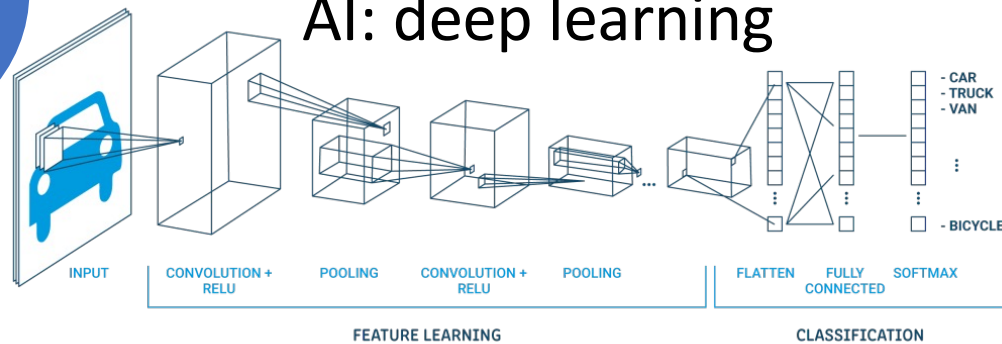 AI: deep learning
- CAR
- TRUCK
- VAN
- BICYCLE
INPUT
CONVOLUTION +
RELU
POOLING
CONVOLUTION +
RELU
POOLING
FLATTEN
FULLY
CONNECTED
SOFTMAX
FEATURE LEARNING
CLASSIFICATION